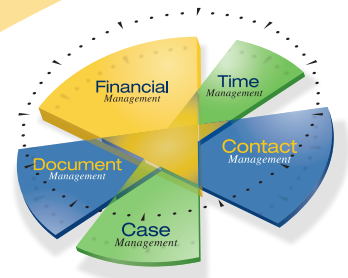 Financial
Management
Time
Management
Contact
Management
Document
Management
Case
Management